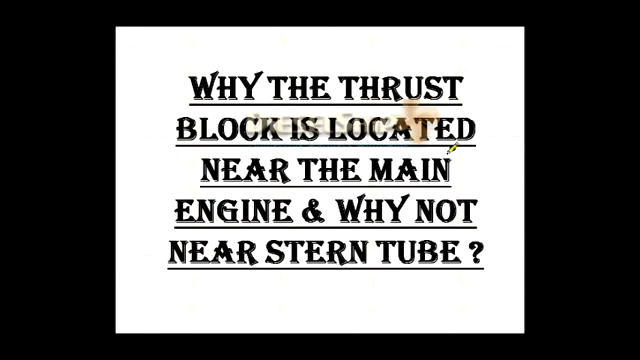 WHY THE THRUST
BLOCK IS LOCATED
NEAR THE MAIN
ENGINE & WHY NOT
NEAR STERN TUBE ?